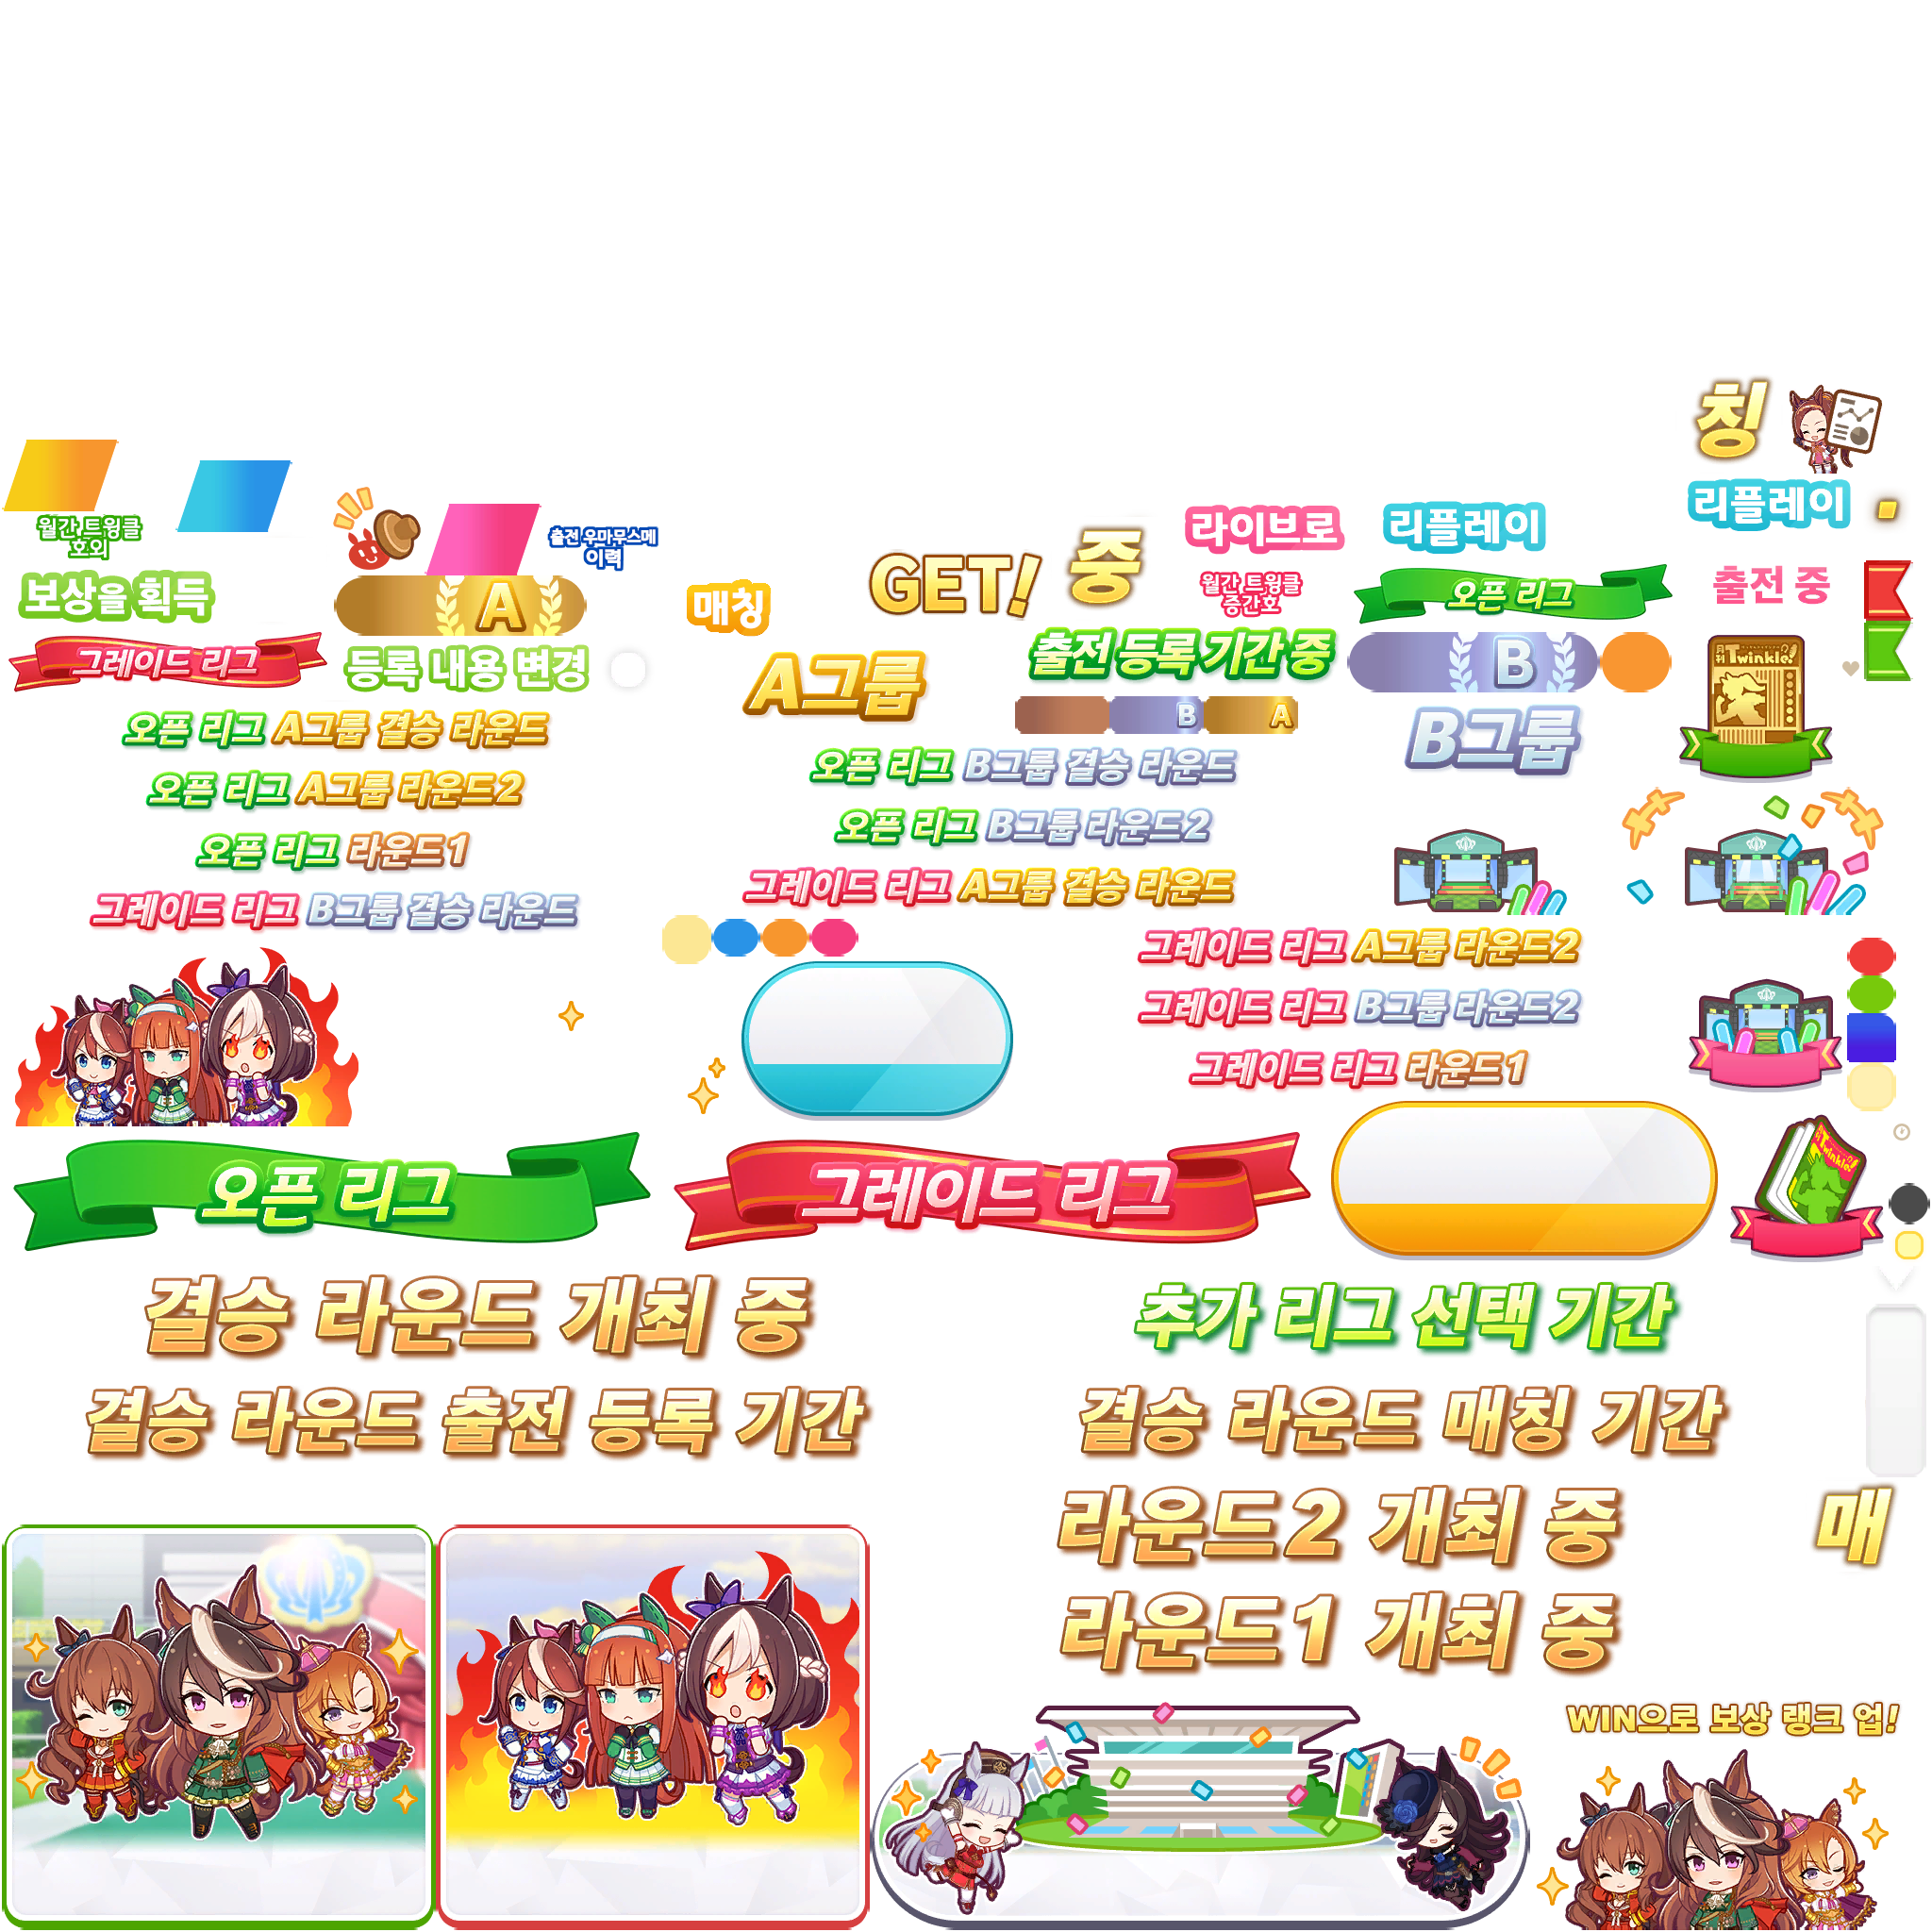 칭
리플레이
월간 트윙클
호외
출전 우마무스메
이력
라이브로
리플레이
GET!
중
보상을 획득
A
매칭
월간 트윙클
증간호
오픈 리그
출전 중
그레이드 리그
등록 내용 변경
A그룹
출전 등록 기간 중
B
Twinkle!
B
A
B그룹
오픈 리그 A그룹 결승 라운드
오픈 리그 B그룹 결승 라운드
오픈 리그 A그룹 라운드2
오픈 리그 B그룹 라운드2
오픈 리그 라운드1
그레이드 리그 A그룹 결승 라운드
그레이드 리그 B그룹 결승 라운드
그레이드 리그 A그룹 라운드2
그레이드 리그 B그룹 라운드2
그레이드 리그 라운드1
오픈 리그
그레이드 리그
Twinkle!
결승 라운드 개최 중
추가 리그 선택 기간
결승 라운드 출전 등록 기간
결승 라운드 매칭 기간
라운드2 개최 중
매
라운드1 개최 중
WIN으로 보상 랭크 업!